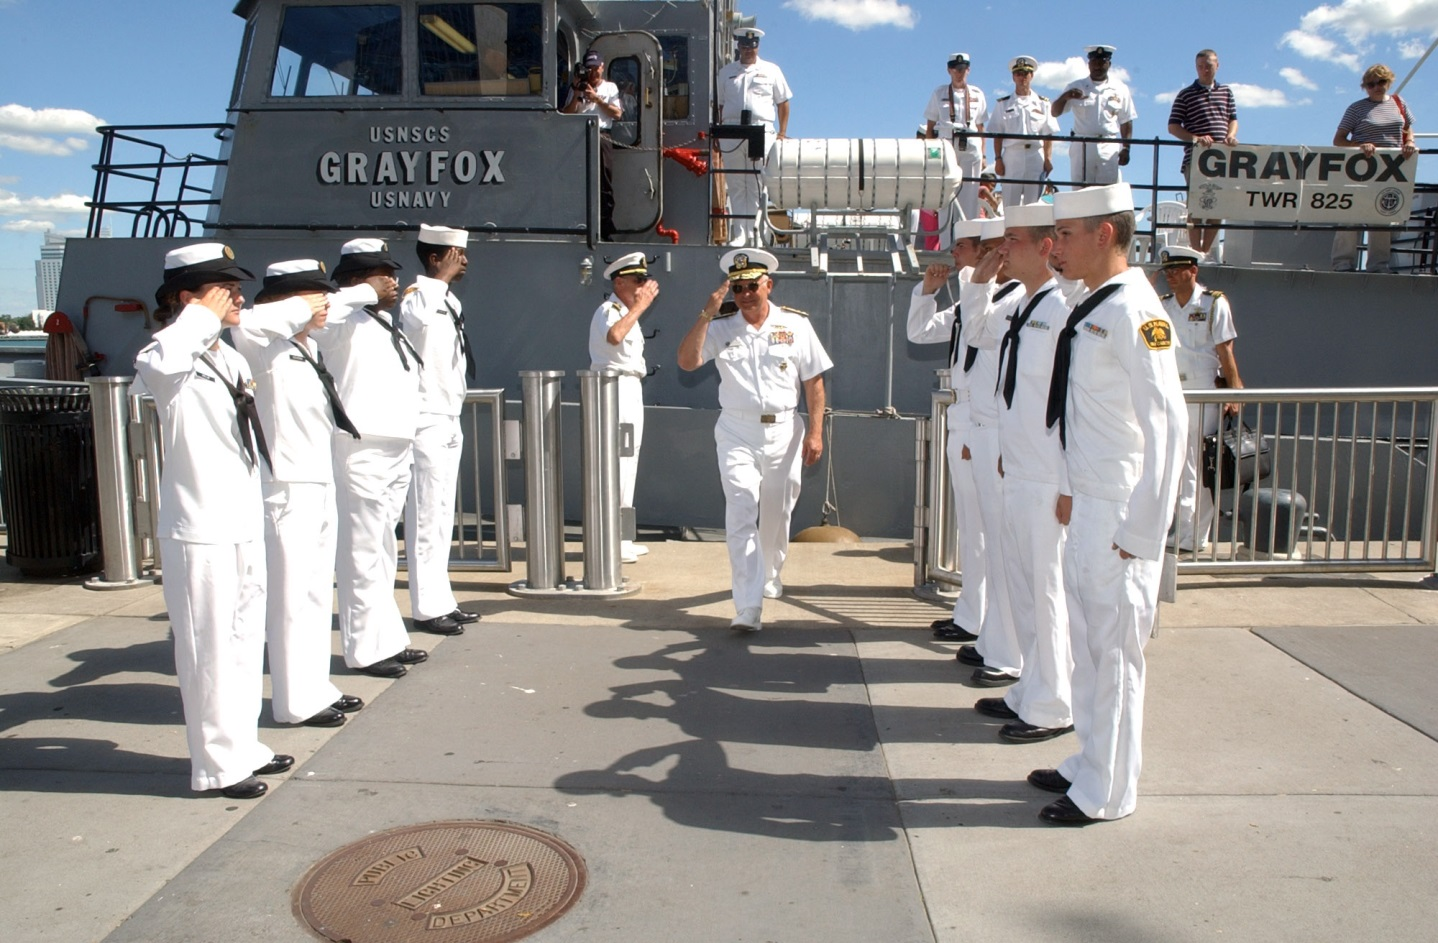 USNSCS
GRAYFOX
USNAVY
GRAYFOX
TWR 825
PUBLIC
LIGHTING
DEPARTMENT